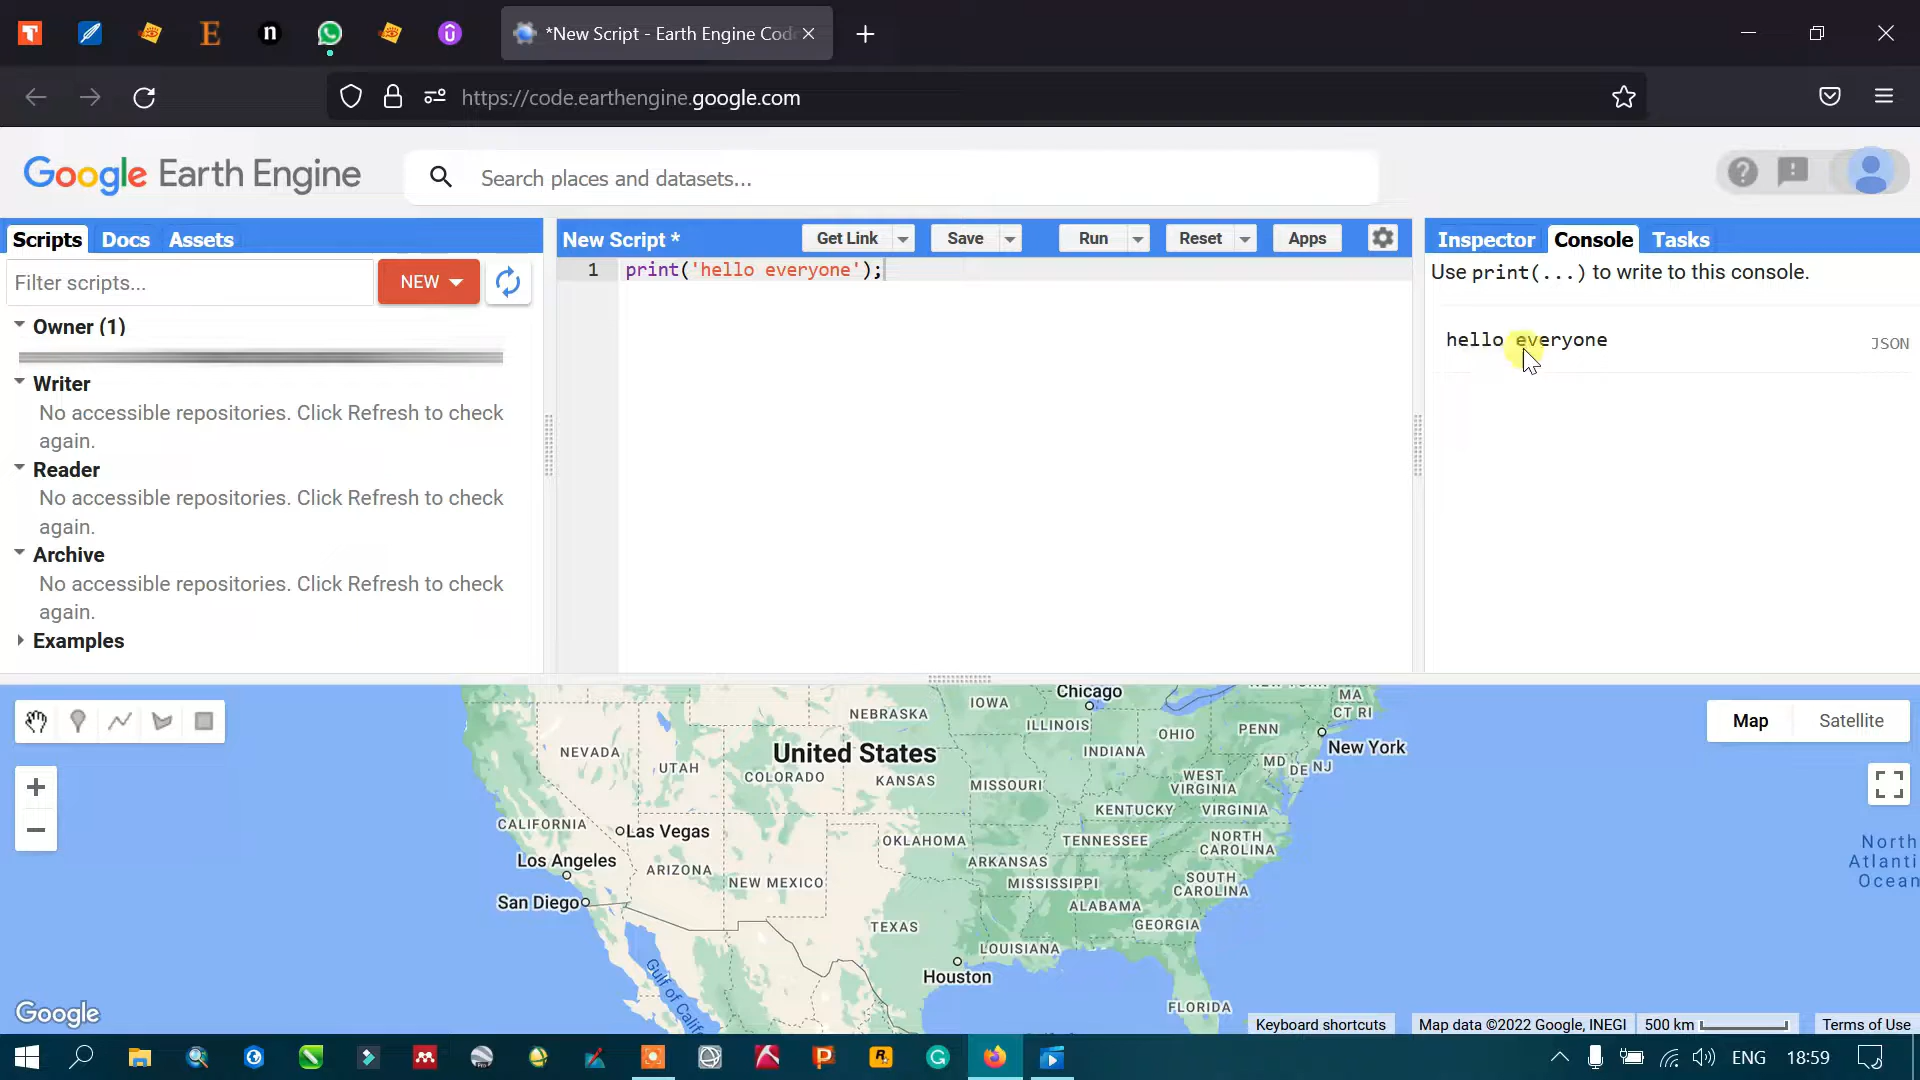 *New Script - Earth Engine Cod
https://code.earthengine.google.com
Google Earth Engine
Search places and datasets...
Scripts Docs Assets
Filter scripts...
NEW
Owner (1)
Writer
No accessible repositories. Click Refresh to check
again.
Reader
No accessible repositories. Click Refresh to check
again.
Archive
No accessible repositories. Click Refresh to check
again.
Examples
New Script *
Get Link Save Run Reset Apps
1 print('hello everyone');
Inspector Console Tasks
Use print(...) to write to this console.
hello everyone
JSON
Map Satellite
Chicago
IOWA
NEBRASKA
ILLINOIS
OHIO
PENN
MA
CT RI
New York
NEVADA
United States
INDIANA
UTAH
COLORADO
KANSAS
MISSOURI
MD
DE NJ
WEST
VIRGINIA
KENTUCKY
VIRGINIA
CALIFORNIA
Las Vegas
OKLAHOMA
TENNESSEE
NORTH
CAROLINA
Los Angeles
ARIZONA
NEW MEXICO
ARKANSAS
MISSISSIPPI
SOUTH
CAROLINA
San Diego
ALABAMA
TEXAS
GEORGIA
LOUISIANA
Houston
FLORIDA
Gulf of Calif
North
Atlanti
Ocean
Google
Keyboard shortcuts
Map data ©2022 Google, INEGI
500 km
Terms of Use
ENG 18:59